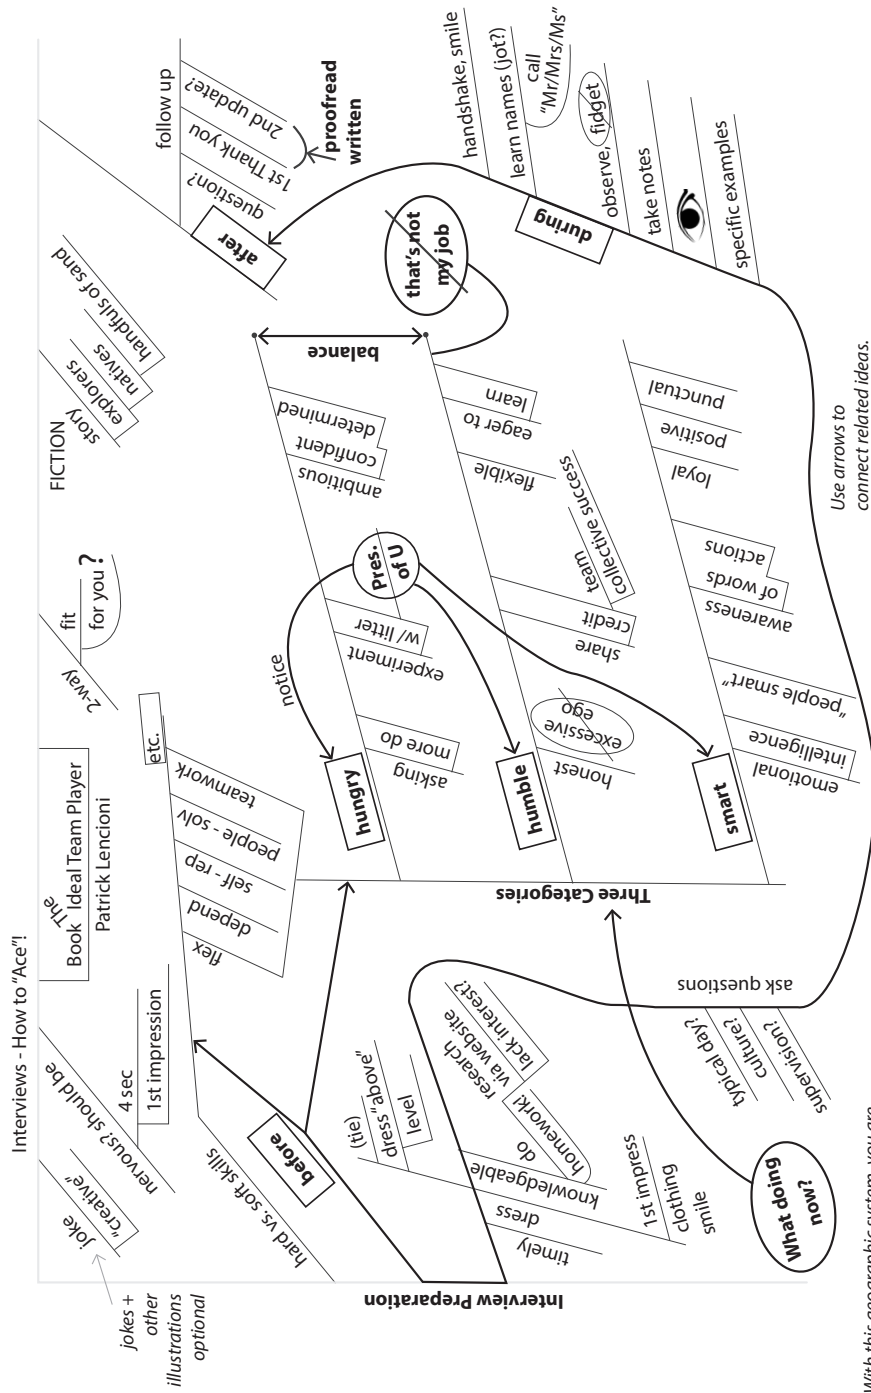 Interviews - How to "Ace"!
joke
"creative"
jokes +
other
illustrations
optional
nervous? should be
4 sec
1st impression
The
Book Ideal Team Player
Patrick Lencioni
2-way
fit
for you?
FICTION
story
explorers
natives
handfuls of sand
Interview Preparation
before
hard vs. soft skills
flex
depend
self - rep
people - solv
teamwork
etc.
timely
dress
(tie)
dress "above"
level
1st impress
clothing
smile
knowledgeable
do
homework!
research
via website
lack interest?
Three Categories
What doing
now?
hungry
asking
more do
experiment
w/ litter
ambitious
confident
determined
notice
Pres.
of U
balance
humble
honest
excessive
ego
share
credit
team
collective success
flexible
eager to
learn
that's not
my job
smart
emotional
intelligence
"people smart"
awareness
of words
actions
loyal
positive
punctual
ask questions
typical day?
culture?
supervision?
during
handshake, smile
learn names (jot?)
call
"Mr/Mrs/Ms"
observe, fidget
take notes
specific examples
after
follow up
question?
1st Thank you
2nd update?
proofread
written
Use arrows to
connect related ideas.
With this geographic system, you are